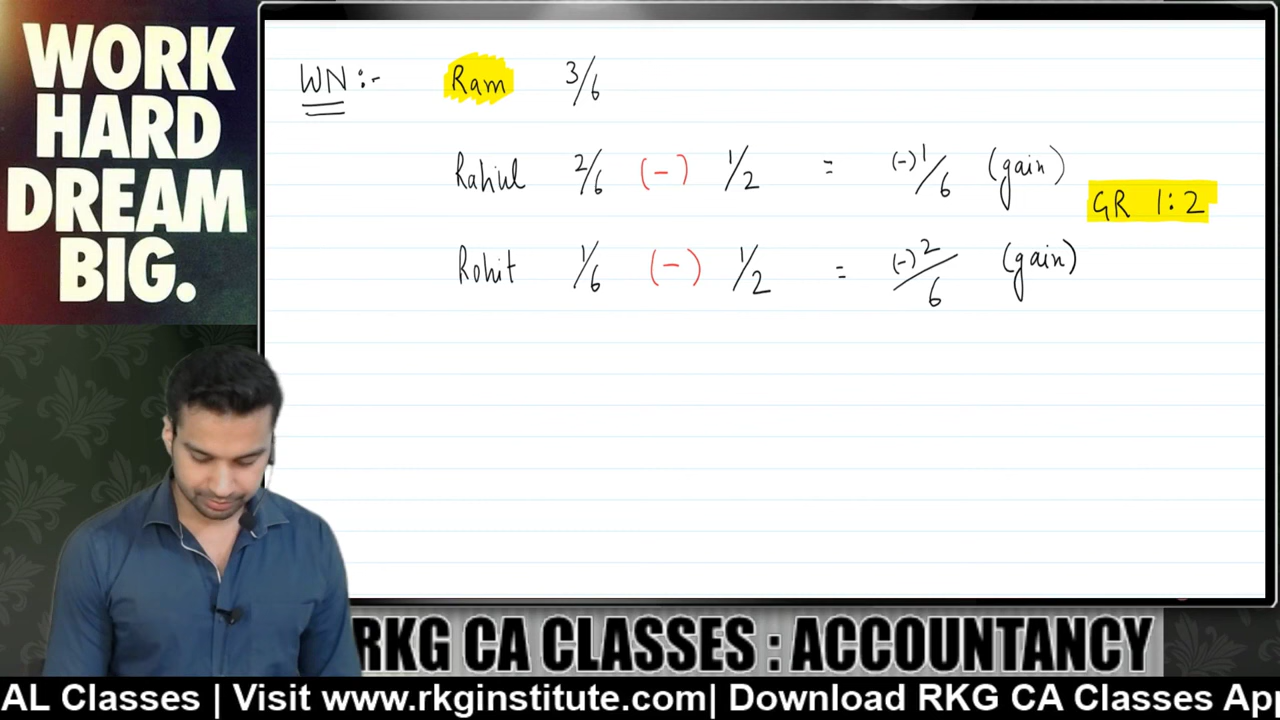 WORK
HARD
DREAM
BIG.
WN :-
Ram 3/6
Rahul 2/6 (-) 1/2 = (-) 1/6 (gain)
GR 1:2
Rohit 1/6 (-) 1/2 = (-) 2/6 (gain)
RKG CA CLASSES : ACCOUNTANCY
AL Classes | Visit www.rkginstitute.com| Download RKG CA Classes Ap